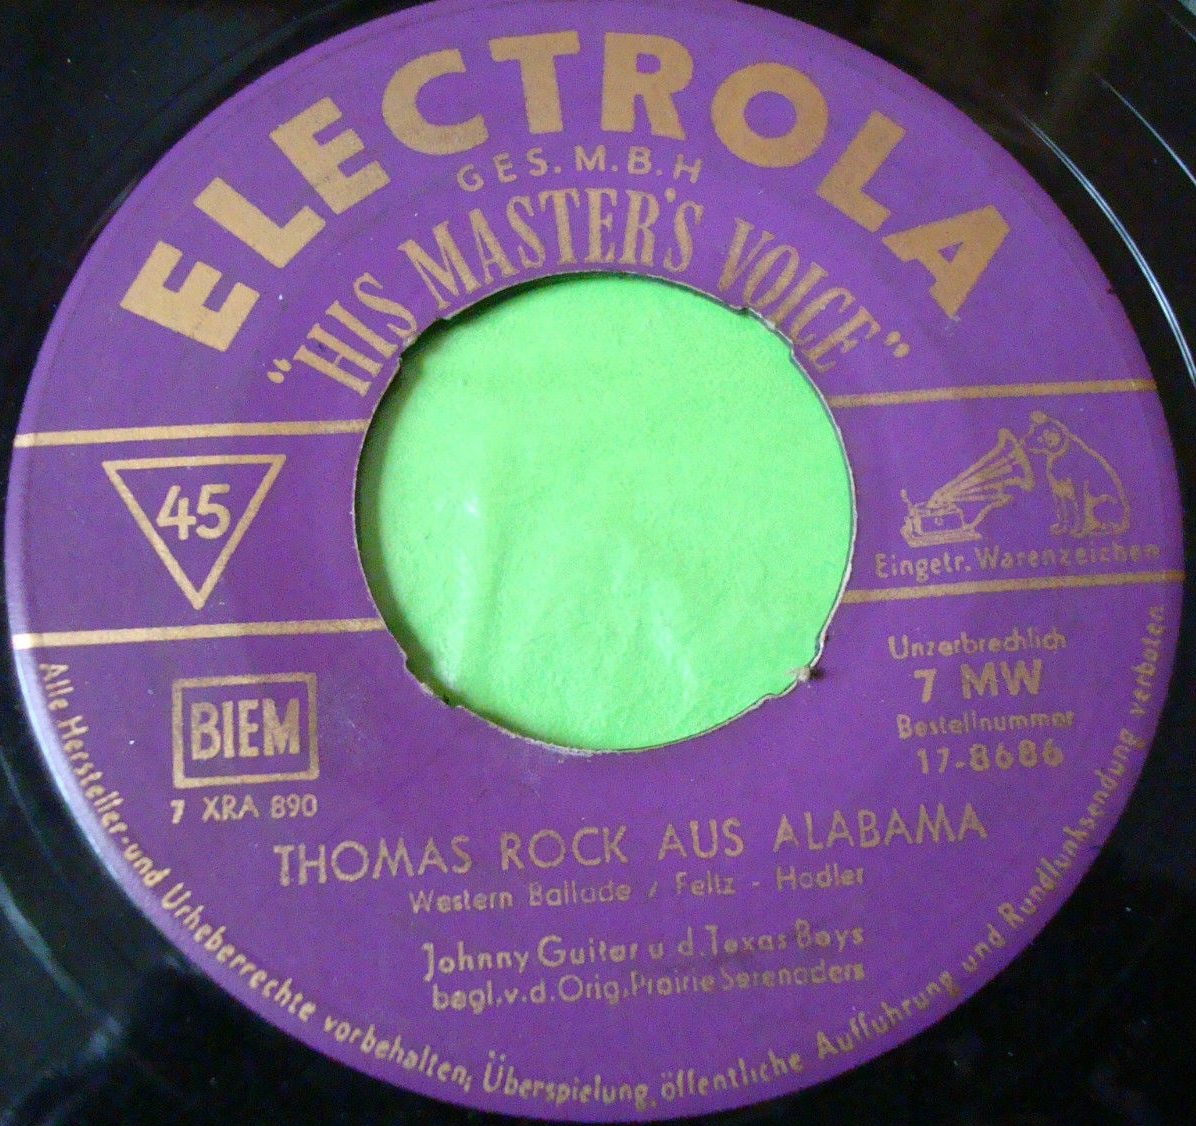 ELECTROLA
GES. M. B. H
"HIS MASTER'S VOICE"
45
Eingetr. Warenzeichen
Unzerbrechlich
7 MW
Bestellnummer
17-8686
BIEM
7 XRA 890
THOMAS ROCK AUS ALABAMA
Western Ballade / Feltz - Hodler
Johnny Guitar u d. Texas Boys
begl. v. d. Orig. Prairie Serenaders
Alle Hersteller- und Urheberrechte vorbehalten; Überspielung, öffentliche Aufführung und Rundfunksendung verboten